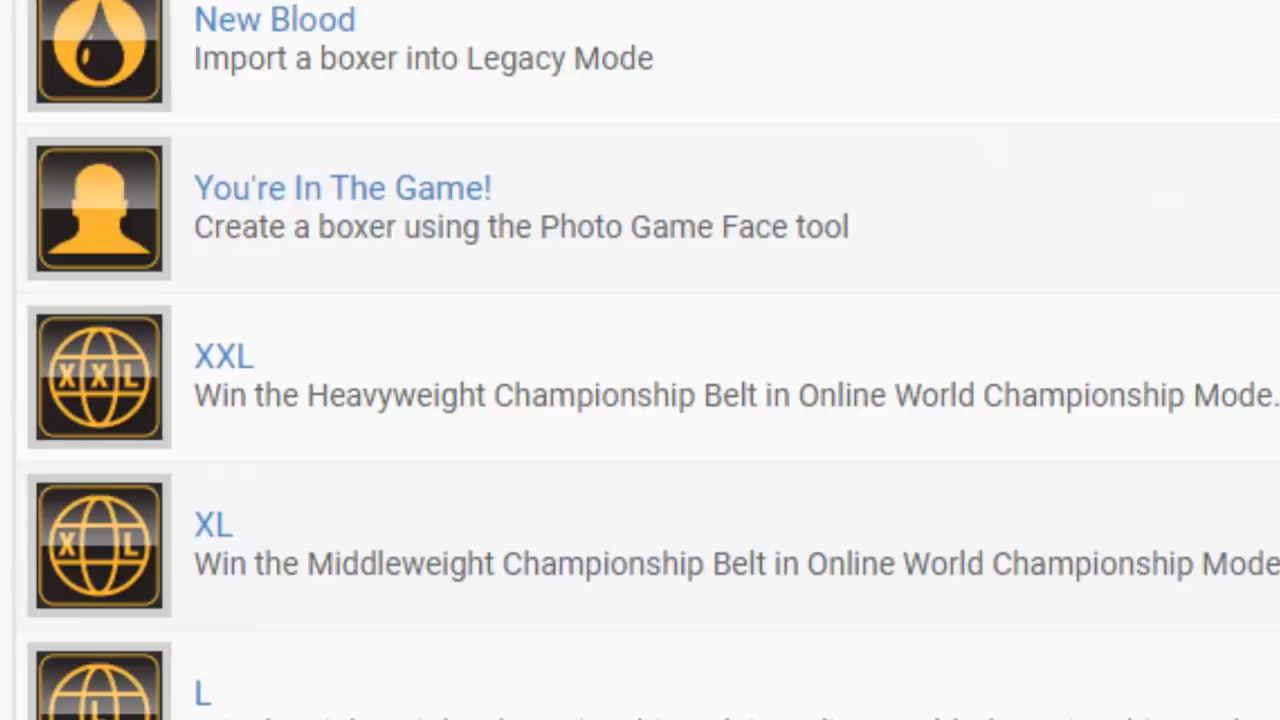 New Blood
Import a boxer into Legacy Mode
You're In The Game!
Create a boxer using the Photo Game Face tool
XXL
XXL
Win the Heavyweight Championship Belt in Online World Championship Mode.
XL
X L
Win the Middleweight Championship Belt in Online World Championship Mode
L
L